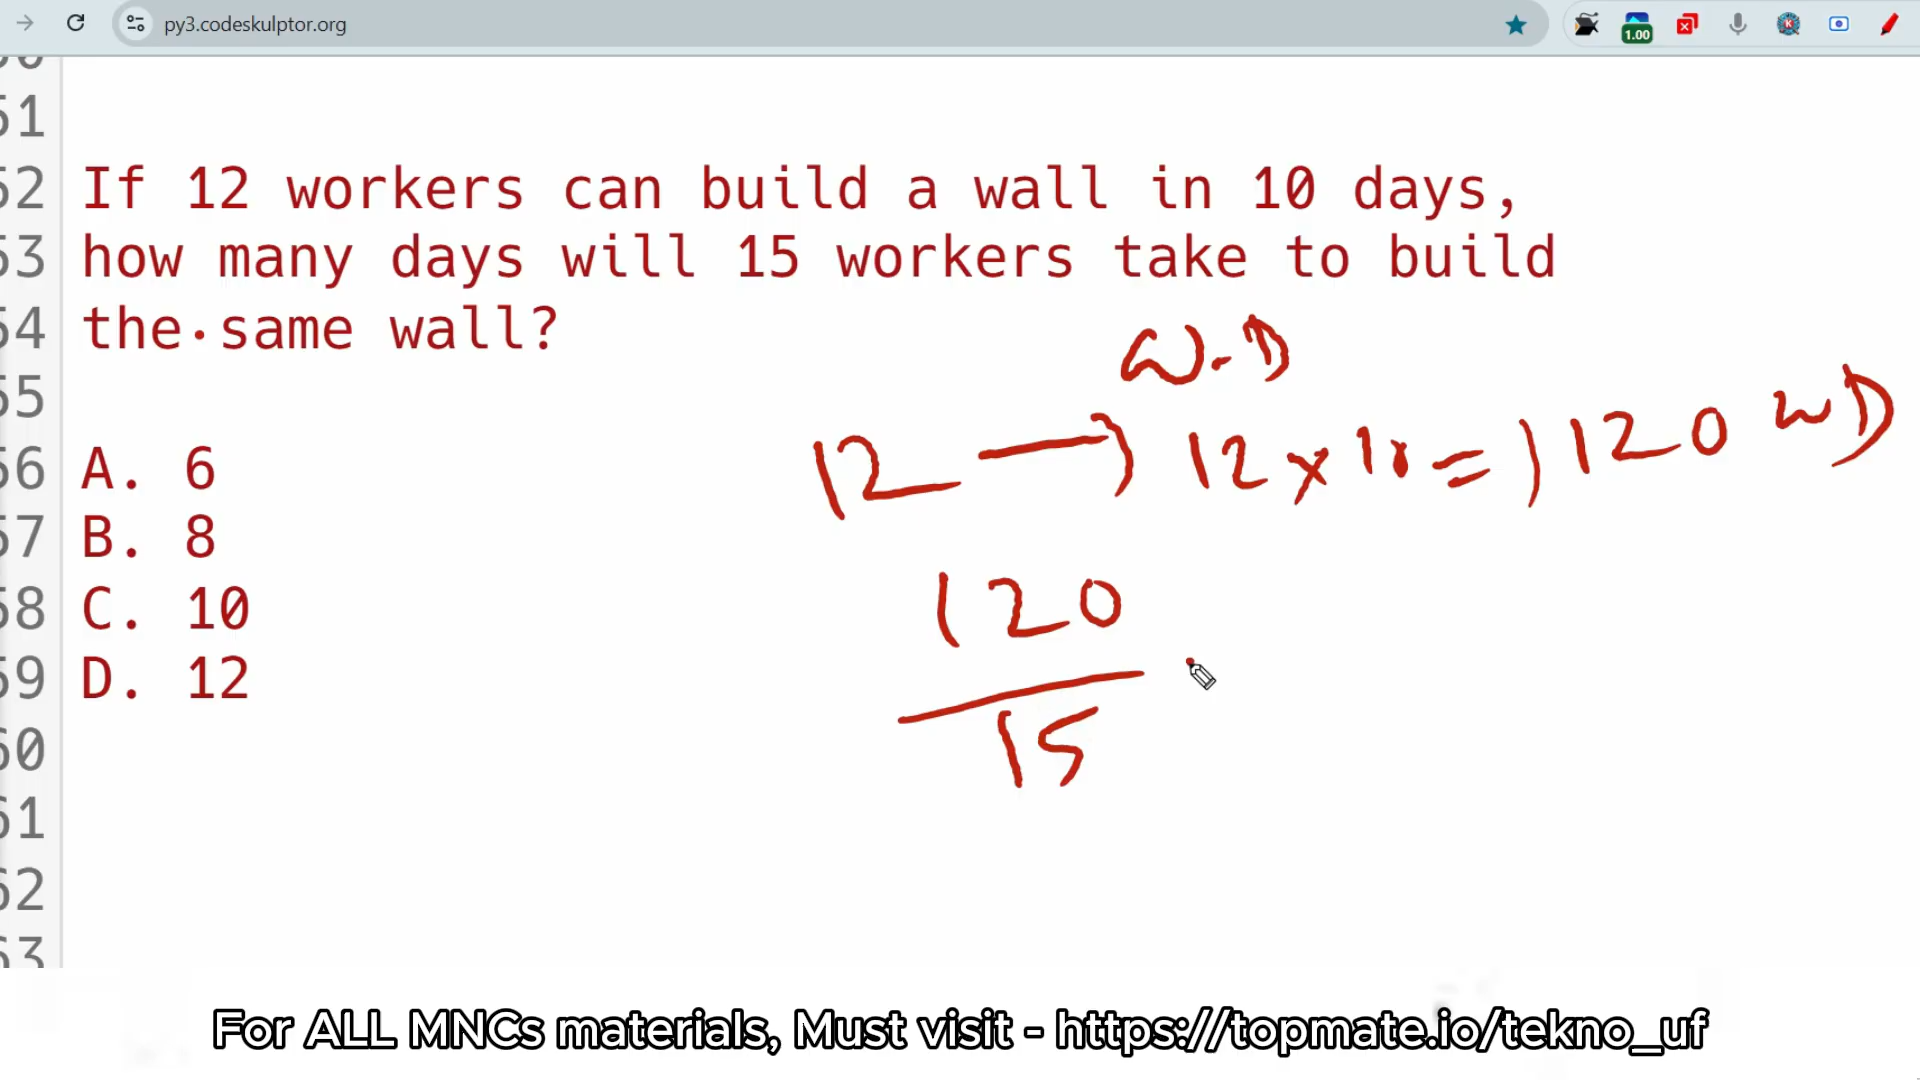 py3.codeskulptor.org
1.00
51
52 If 12 workers can build a wall in 10 days,
53 how many days will 15 workers take to build
54 the·same wall?
W.D
55
12 → 12 x 10 = 120 WD
56 A. 6
57 B. 8
58 C. 10
120
59 D. 12
15
60
61
62
63
For ALL MNCs materials, Must visit - https://topmate.io/tekno_uf